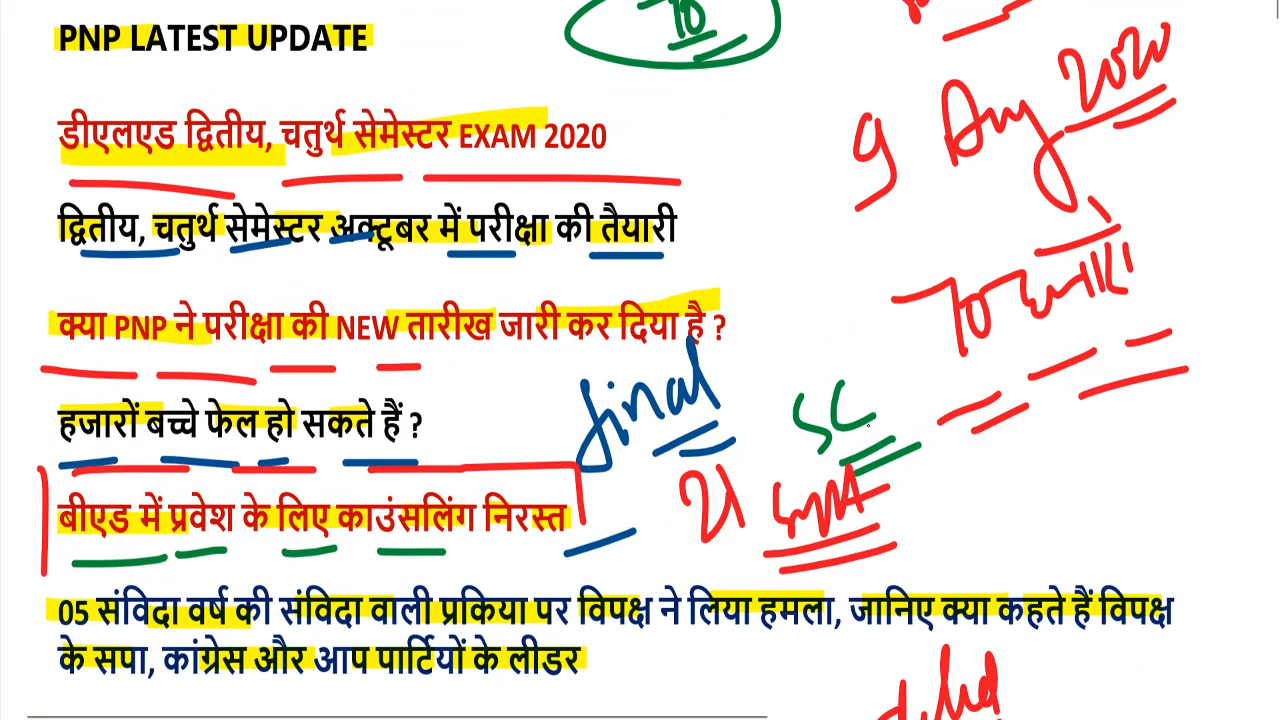 PNP LATEST UPDATE
10
डीएलएड द्वितीय, चतुर्थ सेमेस्टर EXAM 2020
9 Aug 2020
द्वितीय, चतुर्थ सेमेस्टर अक्टूबर में परीक्षा की तैयारी
क्या PNP ने परीक्षा की NEW तारीख जारी कर दिया है ?
final
हजारों बच्चे फेल हो सकते हैं ?
SC
बीएड में प्रवेश के लिए काउंसलिंग निरस्त
05 संविदा वर्ष की संविदा वाली प्रकिया पर विपक्ष ने लिया हमला, जानिए क्या कहते हैं विपक्ष
के सपा, कांग्रेस और आप पार्टियों के लीडर